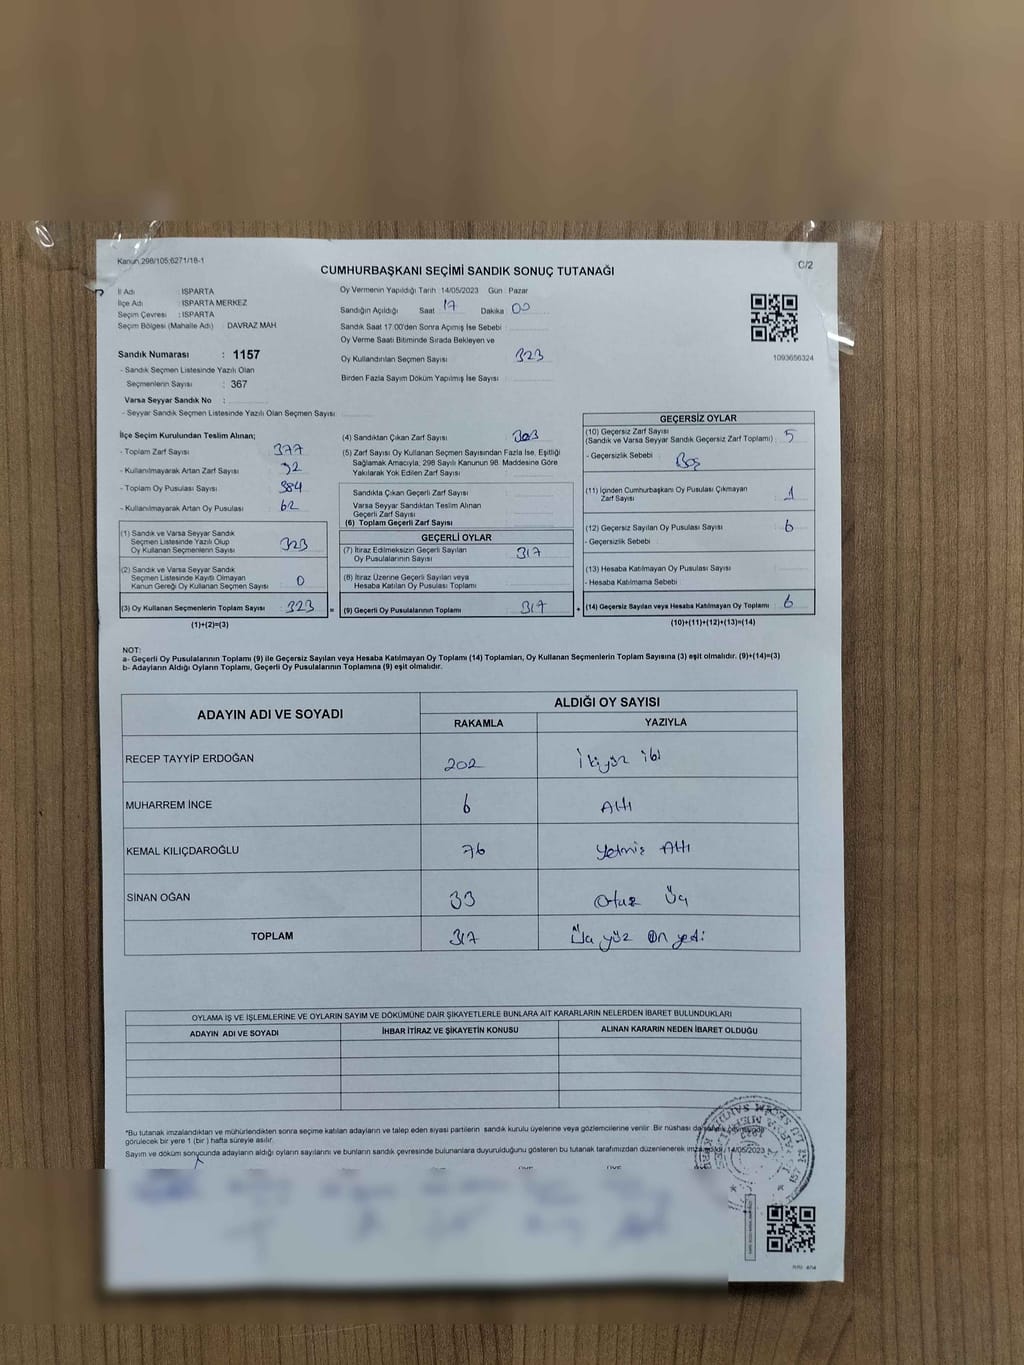 Kanun 298/105;6271/18-1
C/2
CUMHURBAŞKANI SEÇİMİ SANDIK SONUÇ TUTANAĞI
İl Adı : ISPARTA
İlçe Adı : ISPARTA MERKEZ
Seçim Çevresi : ISPARTA
Seçim Bölgesi (Mahalle Adı) : DAVRAZ MAH
Sandık Numarası : 1157
- Sandık Seçmen Listesinde Yazılı Olan
Seçmenlerin Sayısı : 367
Varsa Seyyar Sandık No :
- Seyyar Sandık Seçmen Listesinde Yazılı Olan Seçmen Sayısı :
Oy Vermenin Yapıldığı Tarih : 14/05/2023 Gün : Pazar
Sandığın Açıldığı Saat 17 Dakika 00
Sandık Saat 17.00'den Sonra Açımış İse Sebebi :
Oy Verme Saati Bitiminde Sırada Bekleyen ve
Oy Kullandırılan Seçmen Sayısı 323
Birden Fazla Sayım Döküm Yapılmış İse Sayısı :
1093656324
İlçe Seçim Kurulundan Teslim Alınan;
- Toplam Zarf Sayısı : 377
- Kullanılmayarak Artan Zarf Sayısı :
- Toplam Oy Pusulası Sayısı : 384
- Kullanılmayarak Artan Oy Pusulası : 62
(1) Sandık ve Varsa Seyyar Sandık
Seçmen Listesinde Yazılı Olup
Oy Kullanan Seçmenlerin Sayısı : 323
(2) Sandık ve Varsa Seyyar Sandık
Seçmen Listesinde Kayıtlı Olmayan
Kanun Gereği Oy Kullanan Seçmen Sayısı : 0
(3) Oy Kullanan Seçmenlerin Toplam Sayısı : 323 =
(1)+(2)=(3)
(4) Sandıktan Çıkan Zarf Sayısı :
(5) Zarf Sayısı Oy Kullanan Seçmen Sayısından Fazla İse, Eşitliği
Sağlamak Amacıyla, 298 Sayılı Kanunun 98. Maddesine Göre
Yakılarak Yok Edilen Zarf Sayısı :
Sandıkta Çıkan Geçerli Zarf Sayısı :
Varsa Seyyar Sandıktan Teslim Alınan
Geçerli Zarf Sayısı :
(6) Toplam Geçerli Zarf Sayısı :
GEÇERLİ OYLAR
(7) İtiraz Edilmeksizin Geçerli Sayılan
Oy Pusulalarının Sayısı : 317
(8) İtiraz Üzerine Geçerli Sayılan veya
Hesaba Katılan Oy Pusulası Toplamı :
(9) Geçerli Oy Pusulalarının Toplamı : 317 +
GEÇERSİZ OYLAR
(10) Geçersiz Zarf Sayısı
(Sandık ve Varsa Seyyar Sandık Geçersiz Zarf Toplamı) : 5
- Geçersizlik Sebebi : Boş
(11) İçinden Cumhurbaşkanı Oy Pusulası Çıkmayan
Zarf Sayısı : 1
(12) Geçersiz Sayılan Oy Pusulası Sayısı : 6
- Geçersizlik Sebebi :
(13) Hesaba Katılmayan Oy Pusulası Sayısı :
- Hesaba Katılmama Sebebi :
(14) Geçersiz Sayılan veya Hesaba Katılmayan Oy Toplamı : 6
(10)+(11)+(12)+(13)=(14)
NOT:
a- Geçerli Oy Pusulalarının Toplamı (9) ile Geçersiz Sayılan veya Hesaba Katılmayan Oy Toplamı (14) Toplamları, Oy Kullanan Seçmenlerin Toplam Sayısına (3) eşit olmalıdır. (9)+(14)=(3)
b- Adayların Aldığı Oyların Toplamı, Geçerli Oy Pusulalarının Toplamına (9) eşit olmalıdır.
ADAYIN ADI VE SOYADI
ALDIĞI OY SAYISI
RAKAMLA YAZIYLA
RECEP TAYYİP ERDOĞAN 202 İkiyüz iki
MUHARREM İNCE 6 Altı
KEMAL KILIÇDAROĞLU 76 Yetmiş Altı
SİNAN OĞAN 33 Otuz Üç
TOPLAM 317 Üç yüz On yedi
OYLAMA İŞ VE İŞLEMLERİNE VE OYLARIN SAYIM VE DÖKÜMÜNE DAİR ŞİKAYETLERLE BUNLARA AİT KARARLARIN NELERDEN İBARET BULUNDUKLARI
ADAYIN ADI VE SOYADI İHBAR İTİRAZ VE ŞİKAYETİN KONUSU ALINAN KARARIN NEDEN İBARET OLDUĞU
*Bu tutanak imzalandıktan ve mühürlendikten sonra seçime katılan adayların ve talep eden siyasi partilerin sandık kurulu üyelerine veya gözlemcilerine verilir. Bir nüshası da
görülecek bir yere 1 (bir ) hafta süreyle asılır.
Sayım ve döküm sonucunda adayların aldığı oyların sayılarını ve bunların sandık çevresinde bulunanlara duyurulduğunu gösteren bu tutanak tarafımızdan düzenlenerek imzalandı. 14/05/2023